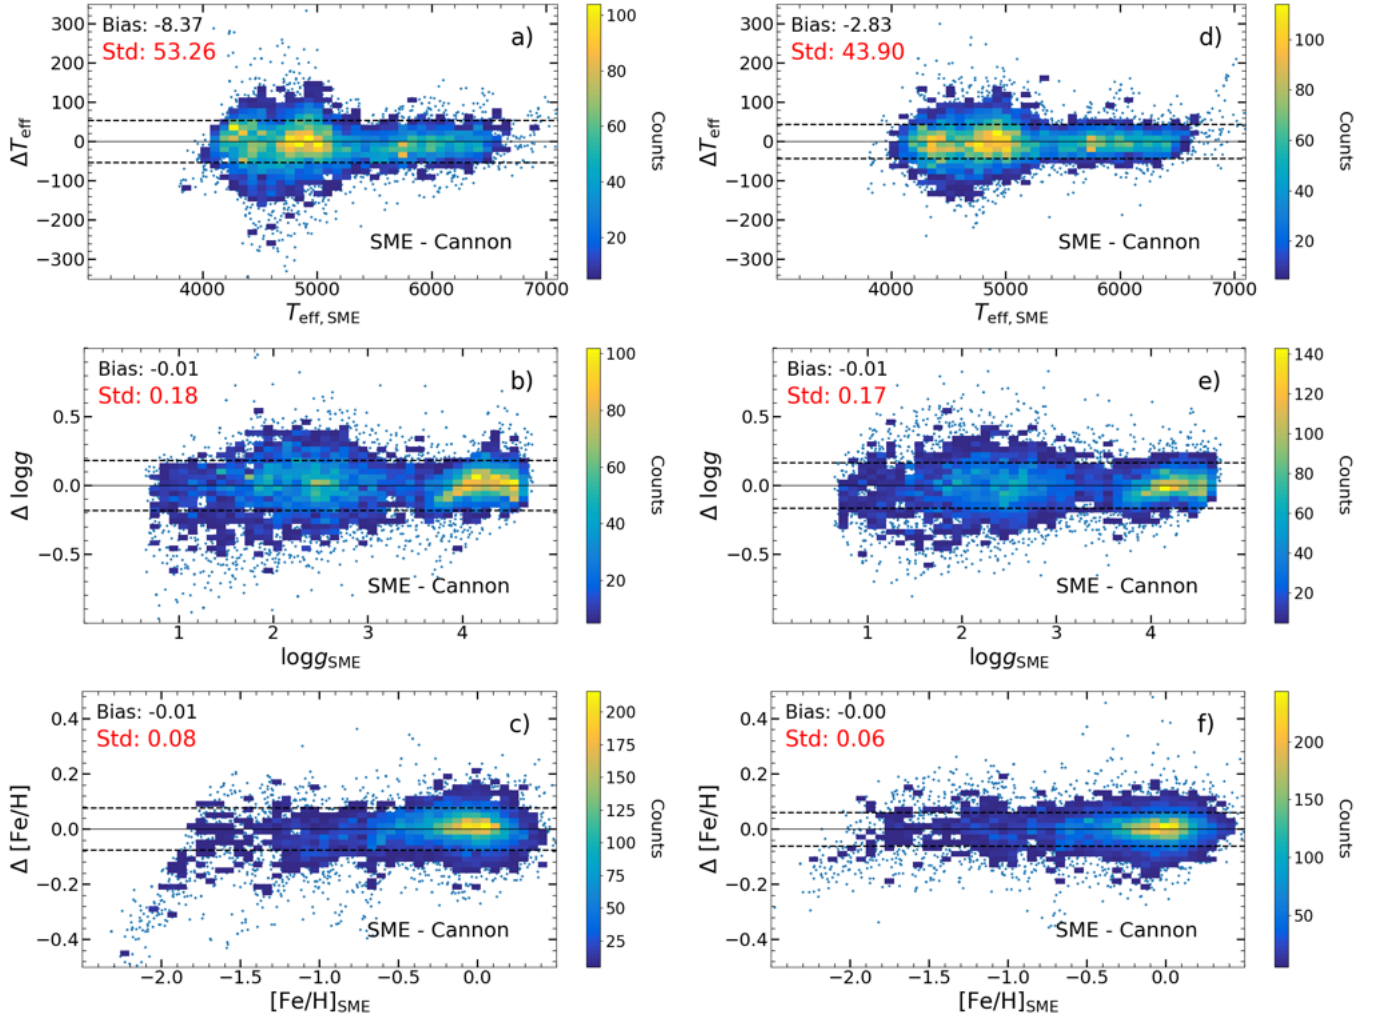 Bias: -8.37
Std: 53.26
a)
SME - Cannon
300
200
100
0
−100
−200
−300
ΔTeff
4000
5000
6000
7000
Teff, SME
100
80
60
40
20
Counts
Bias: -2.83
Std: 43.90
d)
SME - Cannon
300
200
100
0
−100
−200
−300
ΔTeff
4000
5000
6000
7000
Teff, SME
100
80
60
40
20
Counts
Bias: -0.01
Std: 0.18
b)
SME - Cannon
0.5
0.0
−0.5
Δ logg
1
2
3
4
loggSME
100
80
60
40
20
Counts
Bias: -0.01
Std: 0.17
e)
SME - Cannon
0.5
0.0
−0.5
Δ logg
1
2
3
4
loggSME
140
120
100
80
60
40
20
Counts
Bias: -0.01
Std: 0.08
c)
SME - Cannon
0.4
0.2
0.0
−0.2
−0.4
Δ [Fe/H]
−2.0
−1.5
−1.0
−0.5
0.0
[Fe/H]SME
200
175
150
125
100
75
50
25
Counts
Bias: -0.00
Std: 0.06
f)
SME - Cannon
0.4
0.2
0.0
−0.2
−0.4
Δ [Fe/H]
−2.0
−1.5
−1.0
−0.5
0.0
[Fe/H]SME
200
150
100
50
Counts